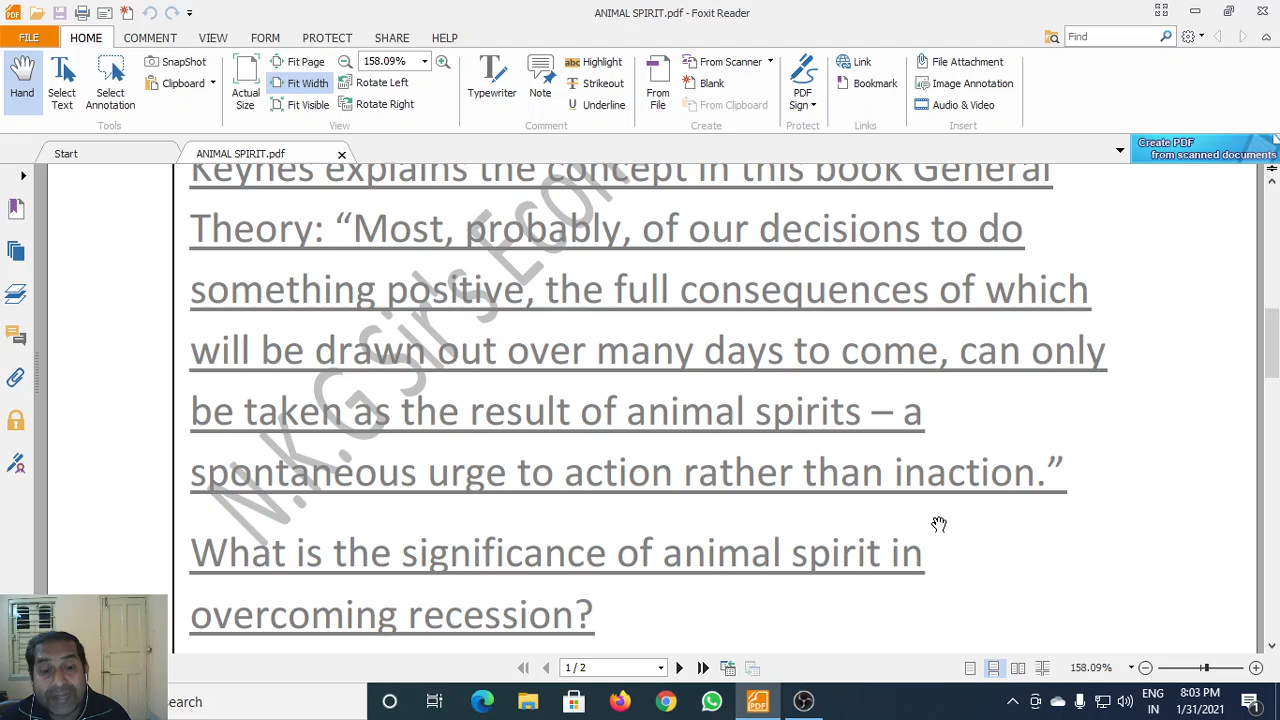 ANIMAL SPIRIT.pdf - Foxit Reader
FILE HOME COMMENT VIEW FORM PROTECT SHARE HELP
Find
Hand
Select Text
Select Annotation
SnapShot
Clipboard
Tools
Actual Size
Fit Page
Fit Width
Fit Visible
158.09%
Rotate Left
Rotate Right
View
Typewriter
Note
Highlight
Strikeout
Underline
Comment
From File
From Scanner
Blank
From Clipboard
Create
PDF Sign
Protect
Link
Bookmark
Links
File Attachment
Image Annotation
Audio & Video
Insert
Start
ANIMAL SPIRIT.pdf
Create PDF
from scanned documents
Keynes explains the concept in this book General
Theory: “Most, probably, of our decisions to do
something positive, the full consequences of which
will be drawn out over many days to come, can only
be taken as the result of animal spirits – a
spontaneous urge to action rather than inaction.”
What is the significance of animal spirit in
overcoming recession?
N.K.G Sir's Econ
1 / 2
158.09%
search
ENG
IN
8:03 PM
1/31/2021
1